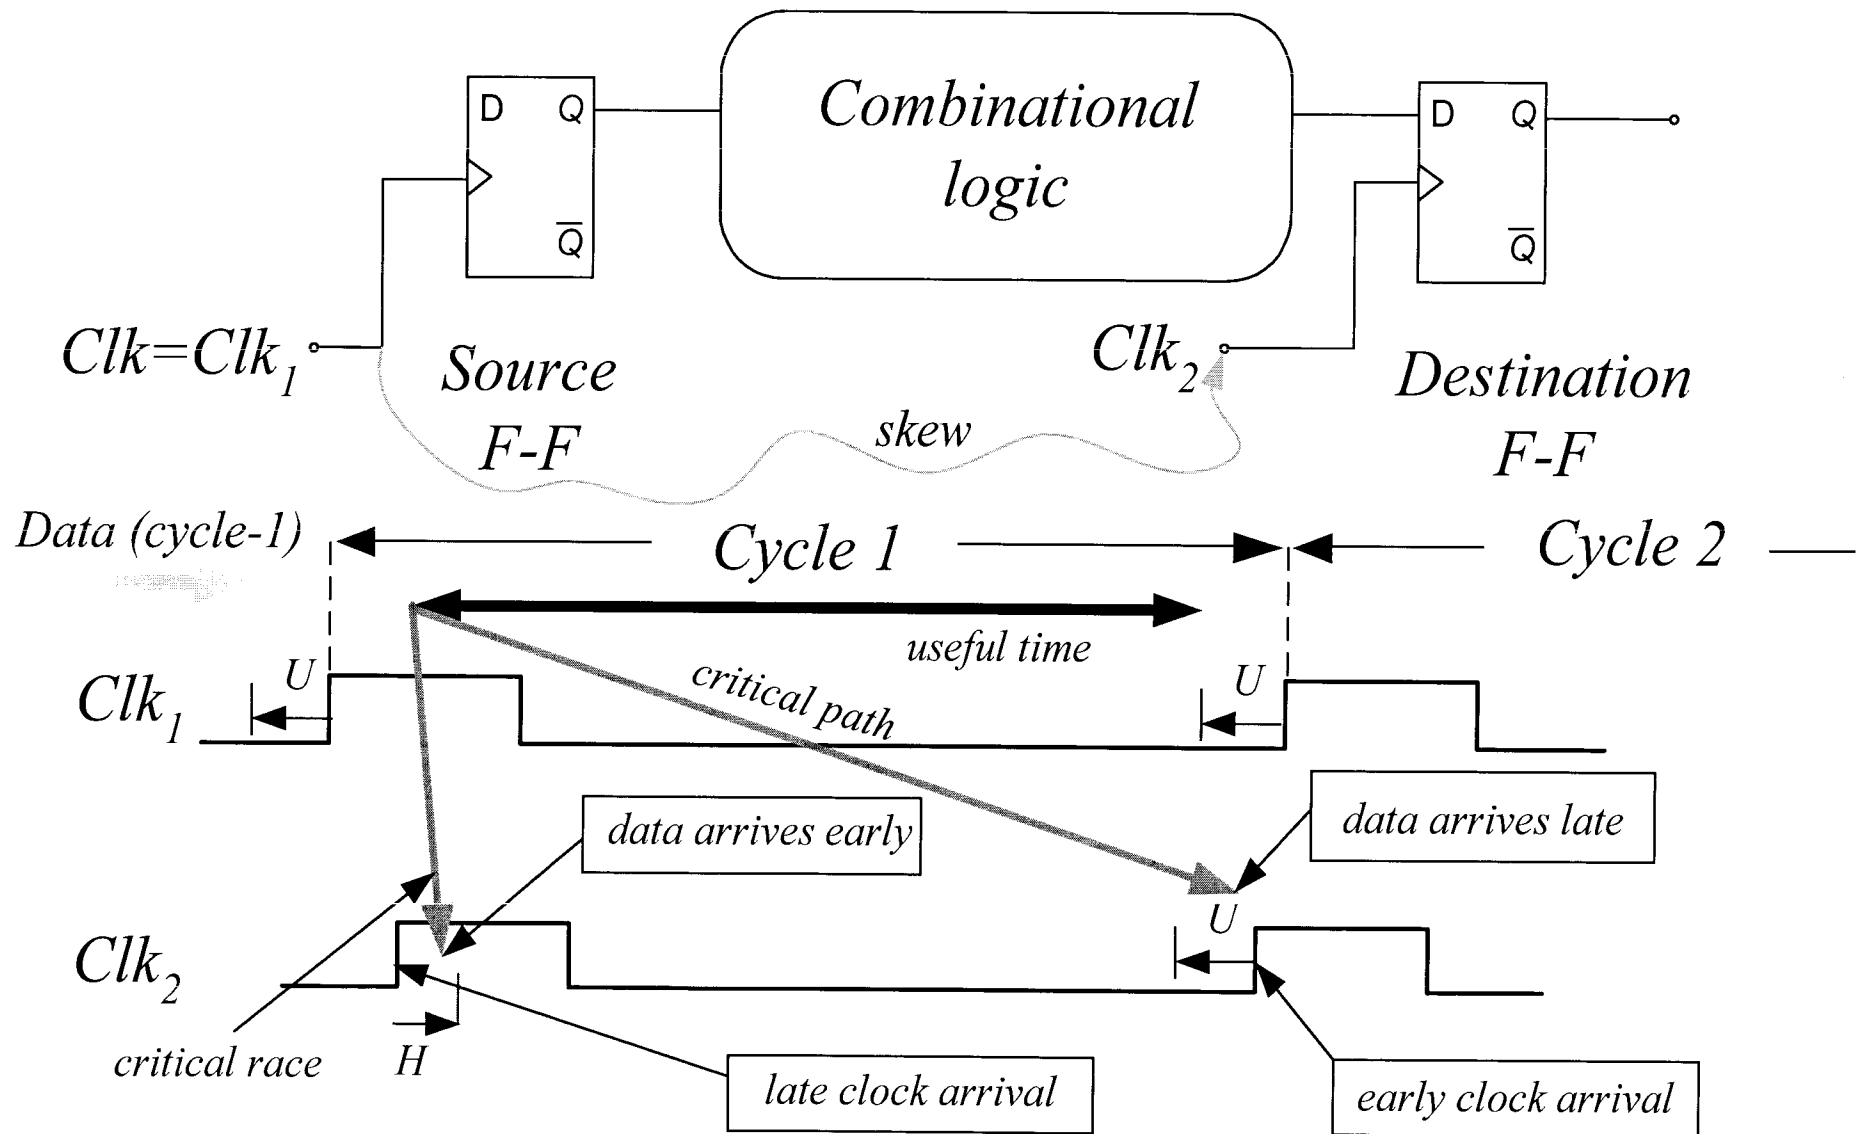 Combinational
logic
D Q
Q̅
D Q
Q̅
Clk=Clk₁
Source
F-F
Clk₂
Destination
F-F
skew
Data (cycle-1)
Cycle 1
Cycle 2
useful time
critical path
Clk₁
U
U
data arrives early
data arrives late
Clk₂
U
H
critical race
late clock arrival
early clock arrival